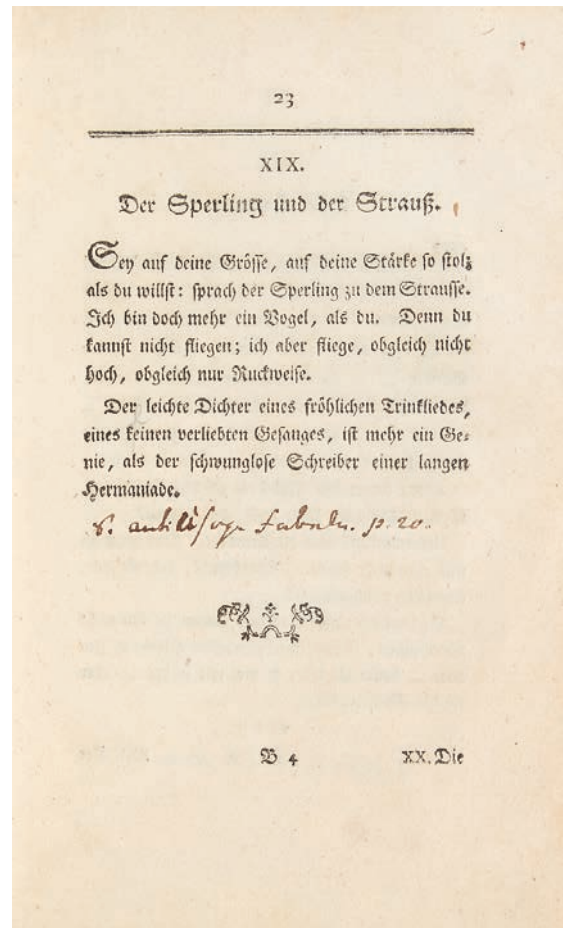 23
XIX.
Der Sperling und der Strauß.
Sey auf deine Grösse, auf deine Stärke so stolz
als du willst: sprach der Sperling zu dem Strausse.
Ich bin doch mehr ein Vogel, als du. Denn du
kannst nicht fliegen; ich aber fliege, obgleich nicht
hoch, obgleich nur Ruckweise.
Der leichte Dichter eines fröhlichen Trinkliedes,
eines keinen verliebten Gesanges, ist mehr ein Ge-
nie, als der schwunglose Schreiber einer langen
Hermaniade.
p. 20.
B 4
XX. Die